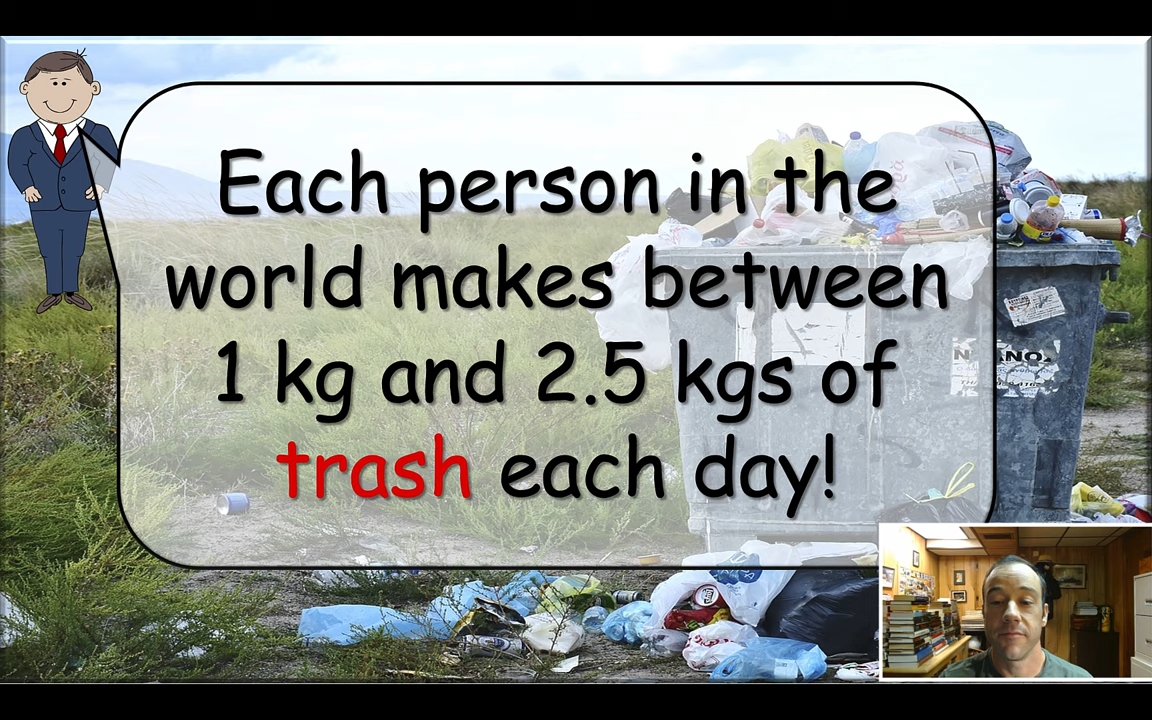 Each person in the
world makes between
1 kg and 2.5 kgs of
trash each day!